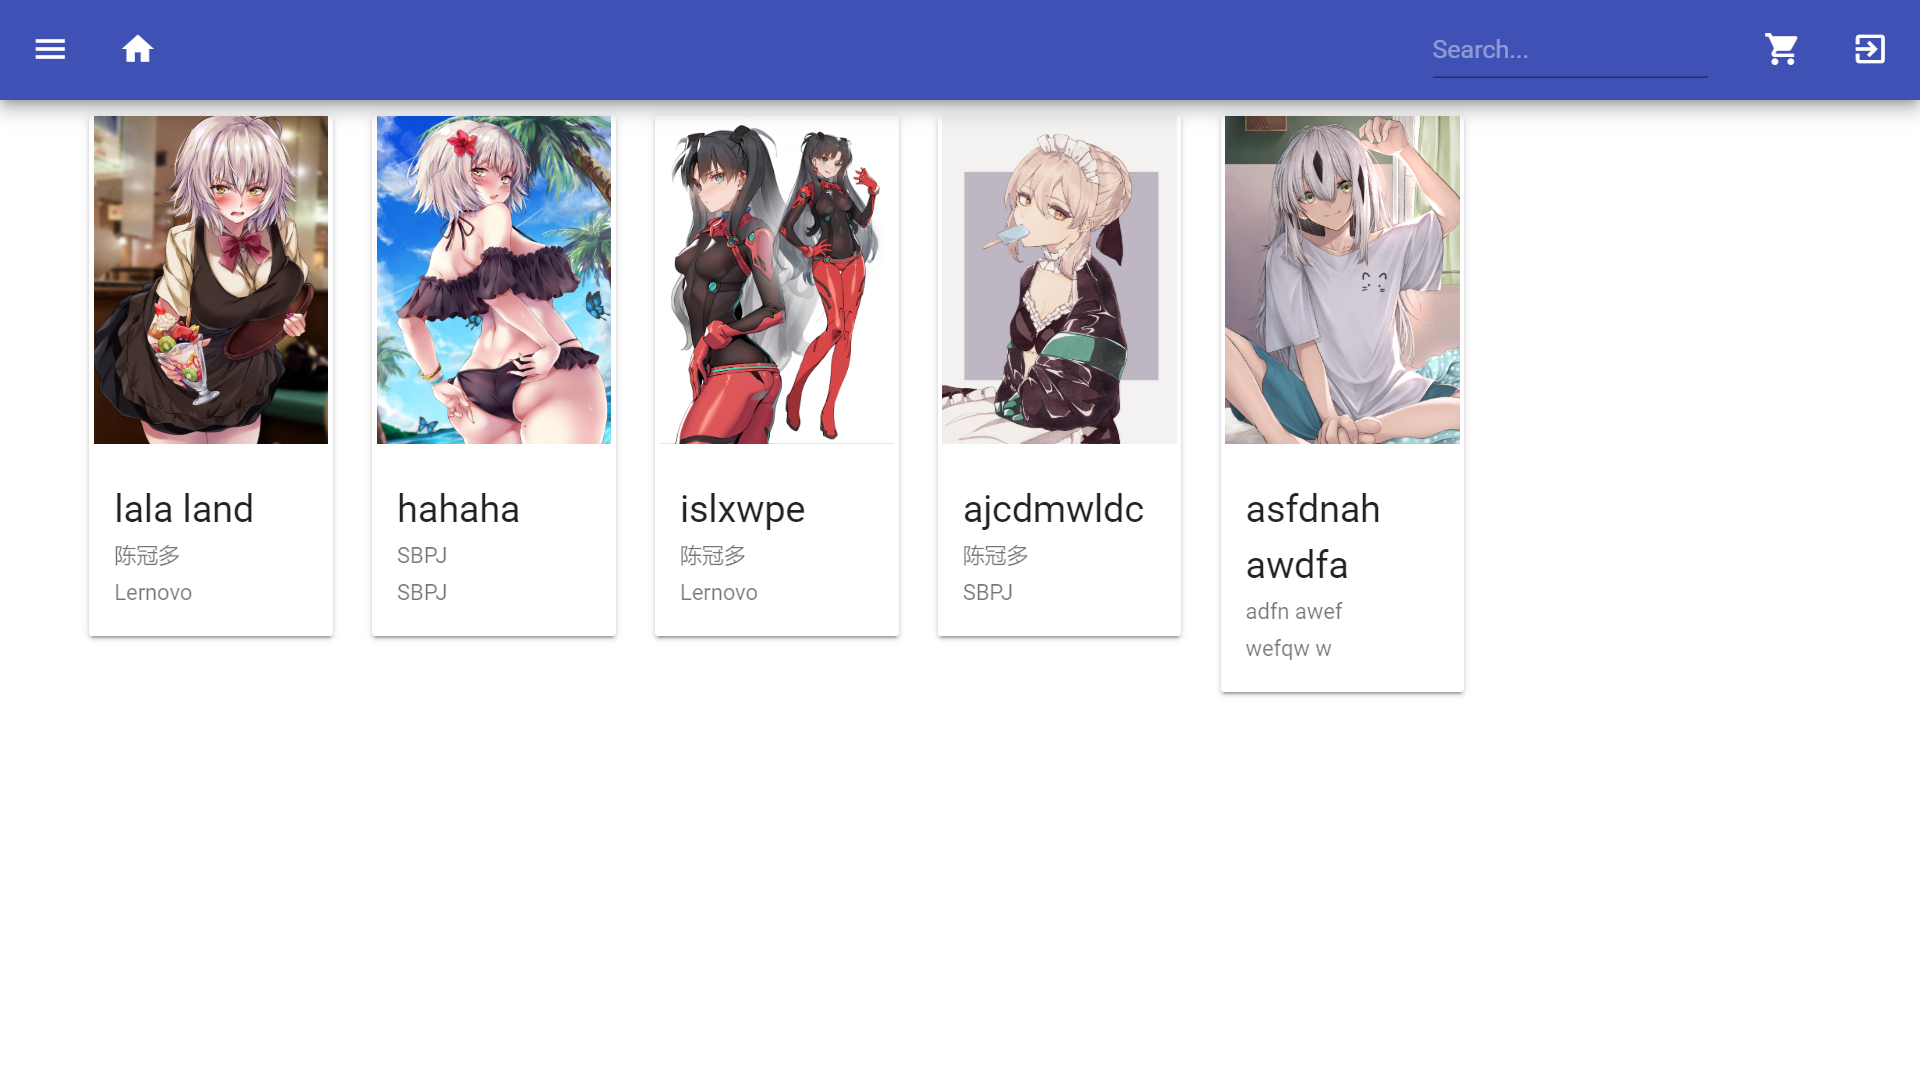 Search...
lala land
陈冠多
Lernovo
hahaha
SBPJ
SBPJ
islxwpe
陈冠多
Lernovo
ajcdmwldc
陈冠多
SBPJ
asfdnah
awdfa
adfn awef
wefqw w